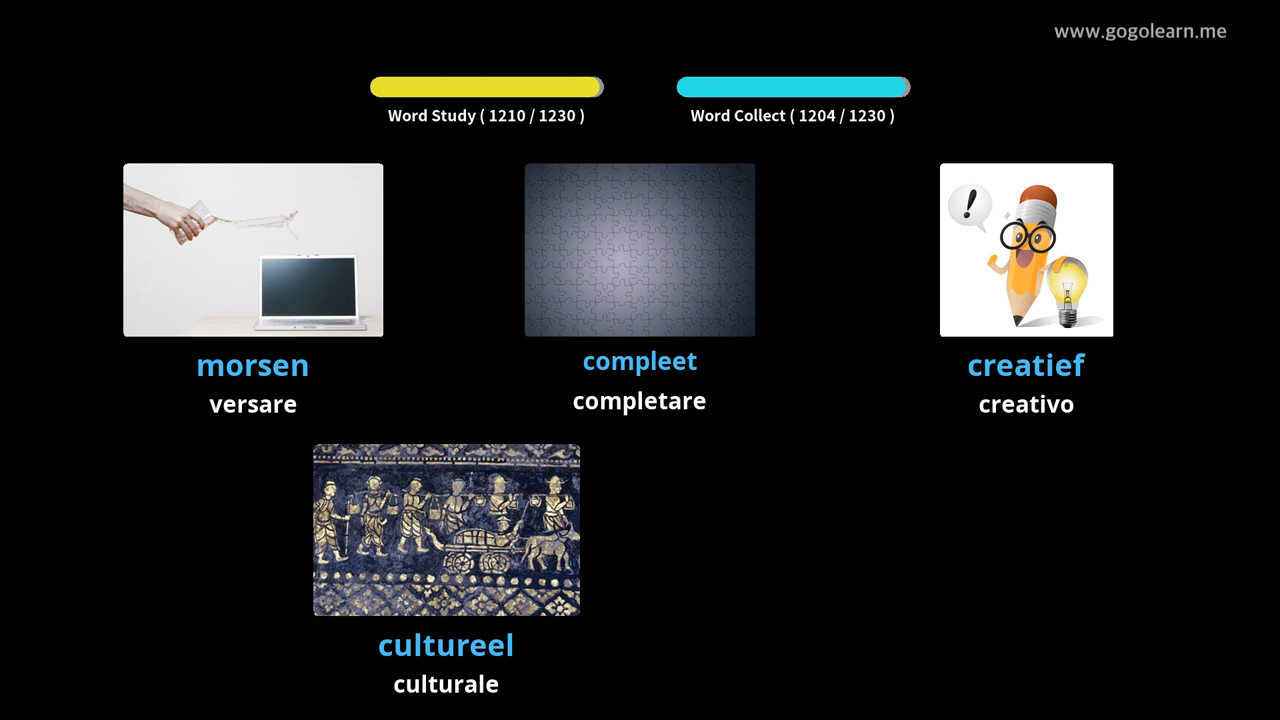 www.gogolearn.me
Word Study ( 1210 / 1230 )
Word Collect ( 1204 / 1230 )
morsen
versare
compleet
completare
creatief
creativo
cultureel
culturale